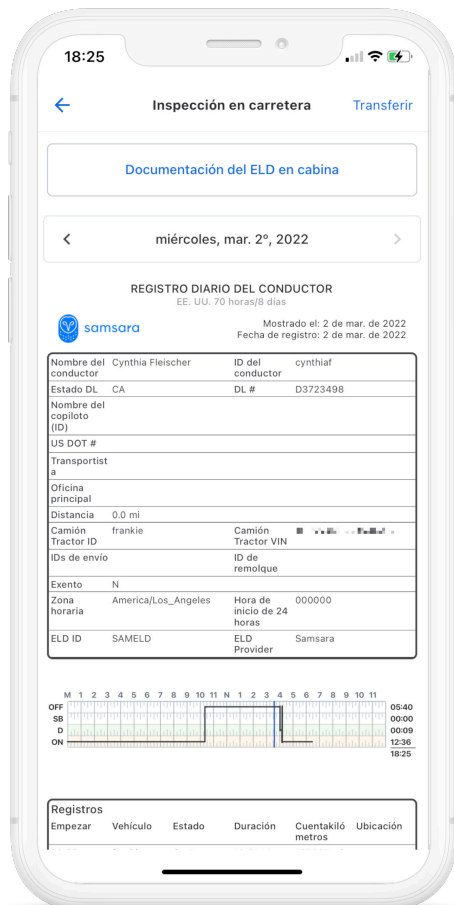 18:25
Inspección en carretera
Transferir
Documentación del ELD en cabina
miércoles, mar. 2º, 2022
REGISTRO DIARIO DEL CONDUCTOR
EE. UU. 70 horas/8 días
samsara
Mostrado el: 2 de mar. de 2022
Fecha de registro: 2 de mar. de 2022
Nombre del conductor Cynthia Fleischer ID del conductor cynthiaf
Estado DL CA DL # D3723498
Nombre del copiloto (ID)
US DOT #
Transportista
Oficina principal
Distancia 0.0 mi
Camión Tractor ID frankie Camión Tractor VIN
IDs de envío ID de remolque
Exento N
Zona horaria America/Los_Angeles Hora de inicio de 24 horas 000000
ELD ID SAMELD ELD Provider Samsara
M 1 2 3 4 5 6 7 8 9 10 11 N 1 2 3 4 5 6 7 8 9 10 11
OFF 05:40
SB 00:00
D 00:09
ON 12:36
18:25
Registros
Empezar Vehículo Estado Duración Cuentakilómetros Ubicación